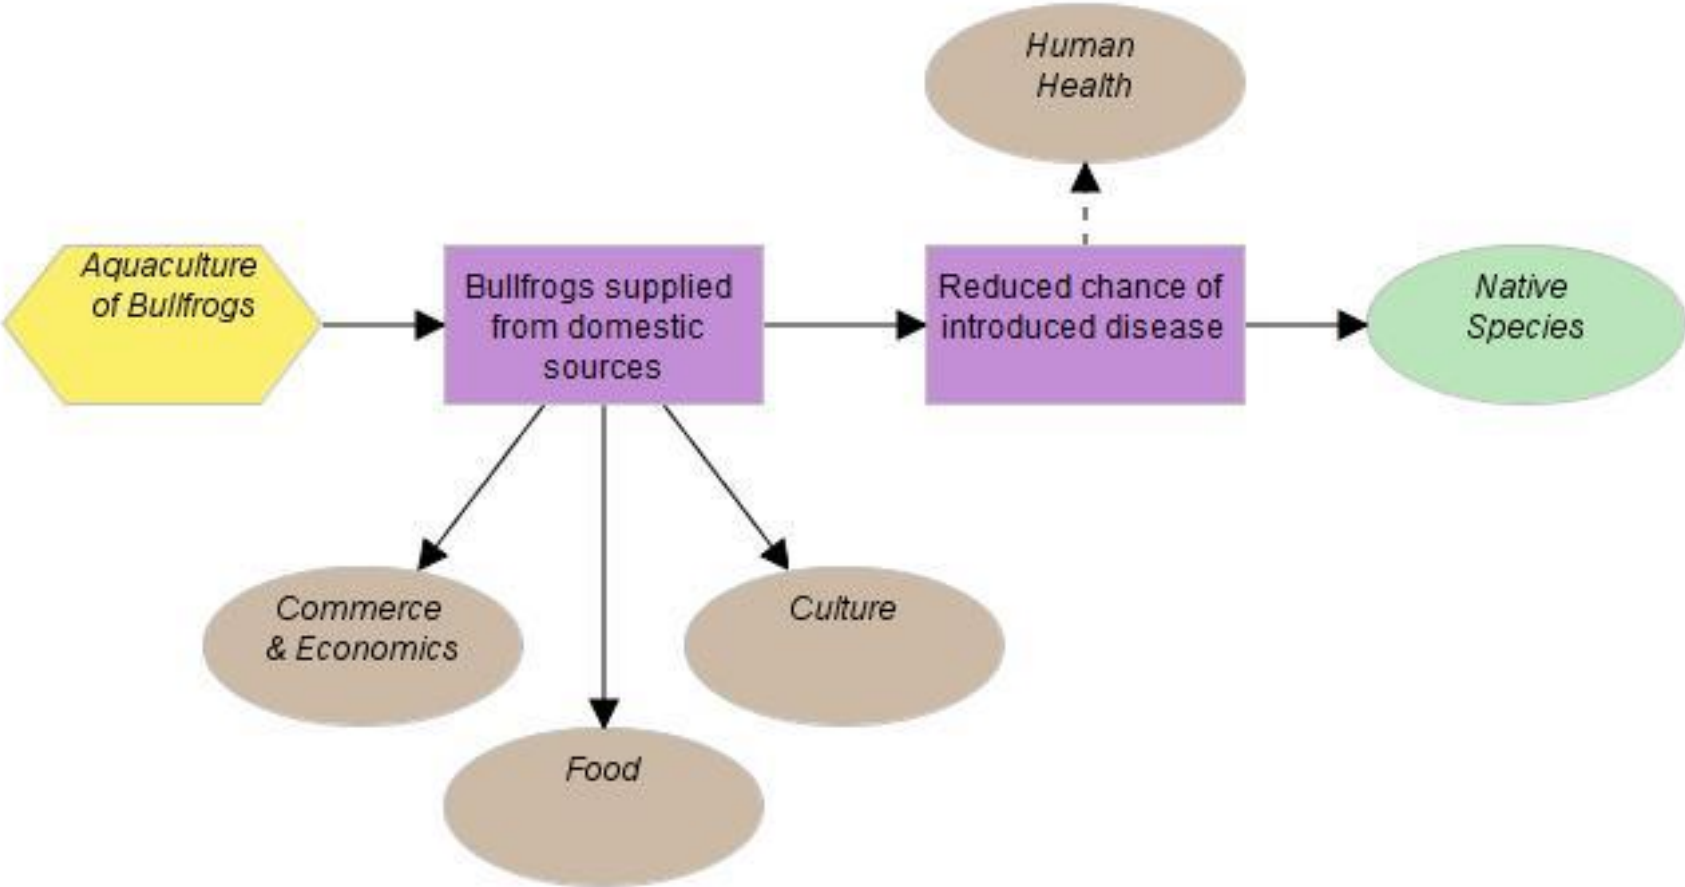 Human
Health
Aquaculture
of Bullfrogs
Bullfrogs supplied
from domestic
sources
Reduced chance of
introduced disease
Native
Species
Commerce
& Economics
Culture
Food